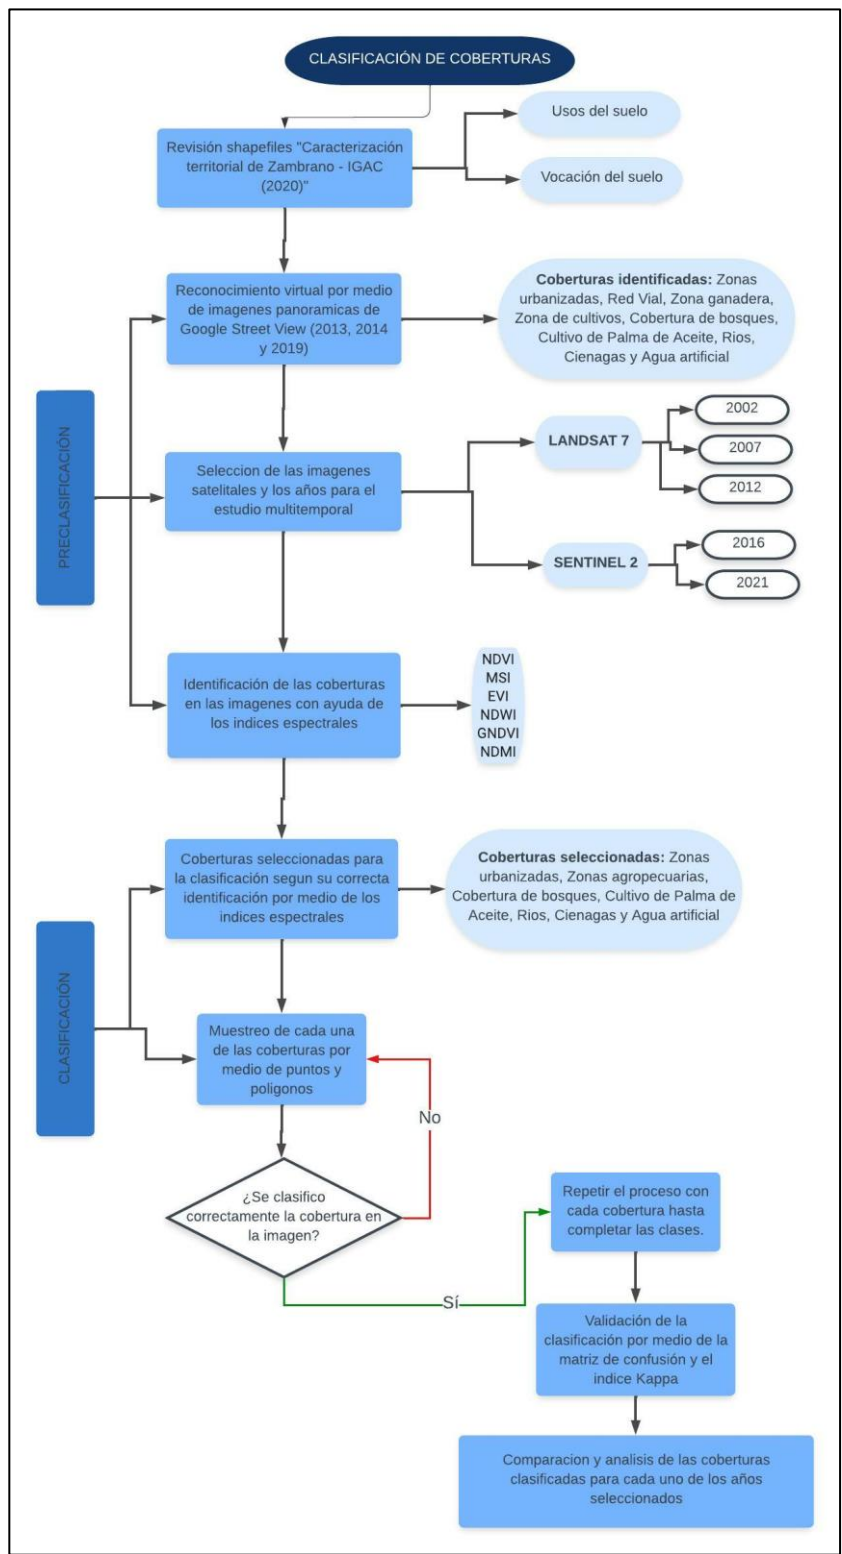 CLASIFICACIÓN DE COBERTURAS
Revisión shapefiles "Caracterización
territorial de Zambrano - IGAC
(2020)"
Usos del suelo
Vocación del suelo
PRECLASIFICACIÓN
Reconocimiento virtual por medio
de imagenes panoramicas de
Google Street View (2013, 2014
y 2019)
Coberturas identificadas: Zonas
urbanizadas, Red Vial, Zona ganadera,
Zona de cultivos, Cobertura de bosques,
Cultivo de Palma de Aceite, Rios,
Cienagas y Agua artificial
Seleccion de las imagenes
satelitales y los años para el
estudio multitemporal
LANDSAT 7
2002
2007
2012
SENTINEL 2
2016
2021
Identificación de las coberturas
en las imagenes con ayuda de
los indices espectrales
NDVI
MSI
EVI
NDWI
GNDVI
NDMI
CLASIFICACIÓN
Coberturas seleccionadas para
la clasificación segun su correcta
identificación por medio de los
indices espectrales
Coberturas seleccionadas: Zonas
urbanizadas, Zonas agropecuarias,
Cobertura de bosques, Cultivo de Palma de
Aceite, Rios, Cienagas y Agua artificial
Muestreo de cada una
de las coberturas por
medio de puntos y
poligonos
No
¿Se clasifico
correctamente la cobertura en
la imagen?
Sí
Repetir el proceso con
cada cobertura hasta
completar las clases.
Validación de la
clasificación por medio de la
matriz de confusión y el
indice Kappa
Comparacion y analisis de las coberturas
clasificadas para cada uno de los años
seleccionados